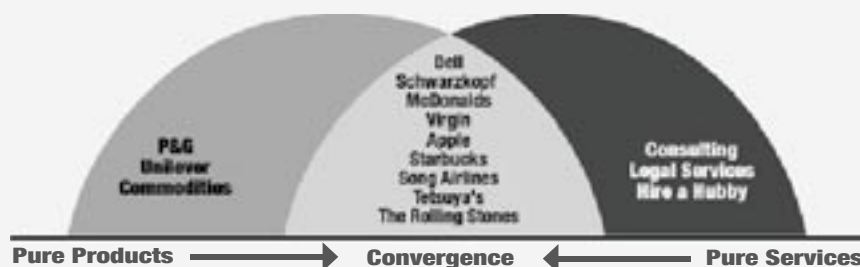 P&G
Unilever
Commodities
Dell
Schwarzkopf
McDonalds
Virgin
Apple
Starbucks
Song Airlines
Tetsuya's
The Rolling Stones
Consulting
Legal Services
Hire a Hubby
Pure Products
Convergence
Pure Services